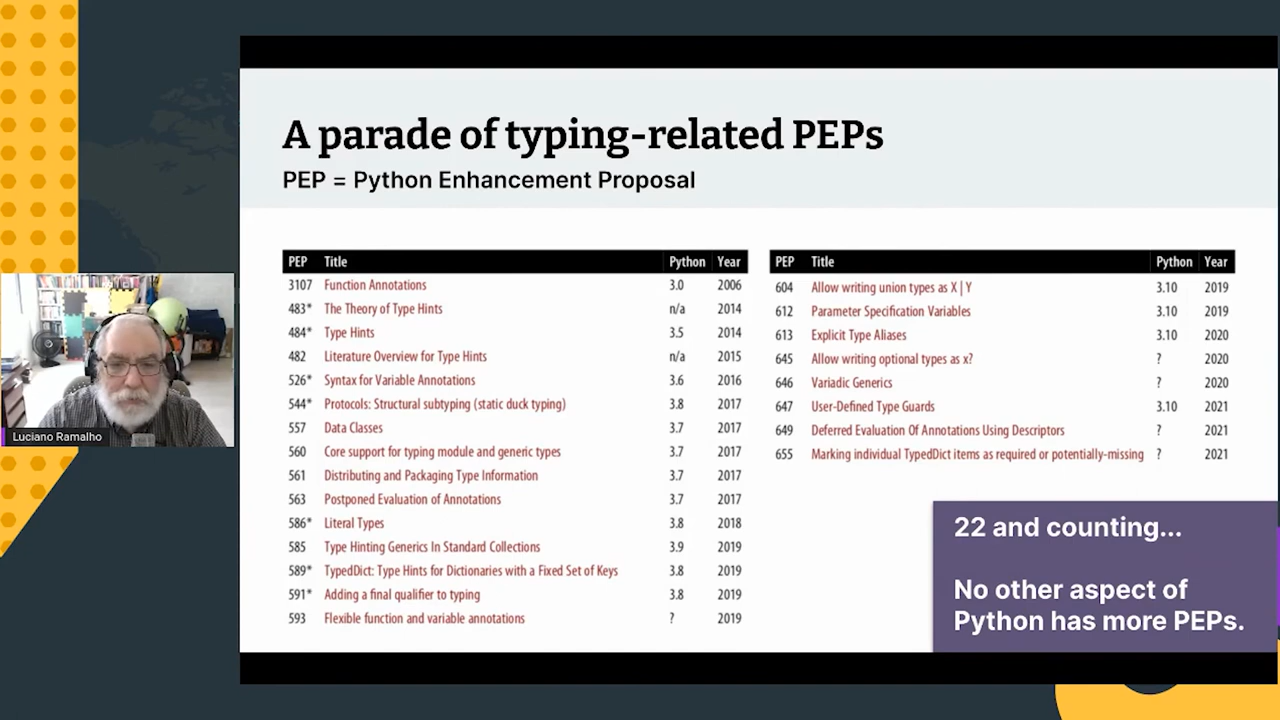 A parade of typing-related PEPs
PEP = Python Enhancement Proposal
PEP Title Python Year
3107 Function Annotations 3.0 2006
483* The Theory of Type Hints n/a 2014
484* Type Hints 3.5 2014
482 Literature Overview for Type Hints n/a 2015
526* Syntax for Variable Annotations 3.6 2016
544* Protocols: Structural subtyping (static duck typing) 3.8 2017
557 Data Classes 3.7 2017
560 Core support for typing module and generic types 3.7 2017
561 Distributing and Packaging Type Information 3.7 2017
563 Postponed Evaluation of Annotations 3.7 2017
586* Literal Types 3.8 2018
585 Type Hinting Generics In Standard Collections 3.9 2019
589* TypedDict: Type Hints for Dictionaries with a Fixed Set of Keys 3.8 2019
591* Adding a final qualifier to typing 3.8 2019
593 Flexible function and variable annotations ? 2019
PEP Title Python Year
604 Allow writing union types as X | Y 3.10 2019
612 Parameter Specification Variables 3.10 2019
613 Explicit Type Aliases 3.10 2020
645 Allow writing optional types as x? ? 2020
646 Variadic Generics ? 2020
647 User-Defined Type Guards 3.10 2021
649 Deferred Evaluation Of Annotations Using Descriptors ? 2021
655 Marking individual TypedDict items as required or potentially-missing ? 2021
22 and counting...
No other aspect of
Python has more PEPs.
Luciano Ramalho